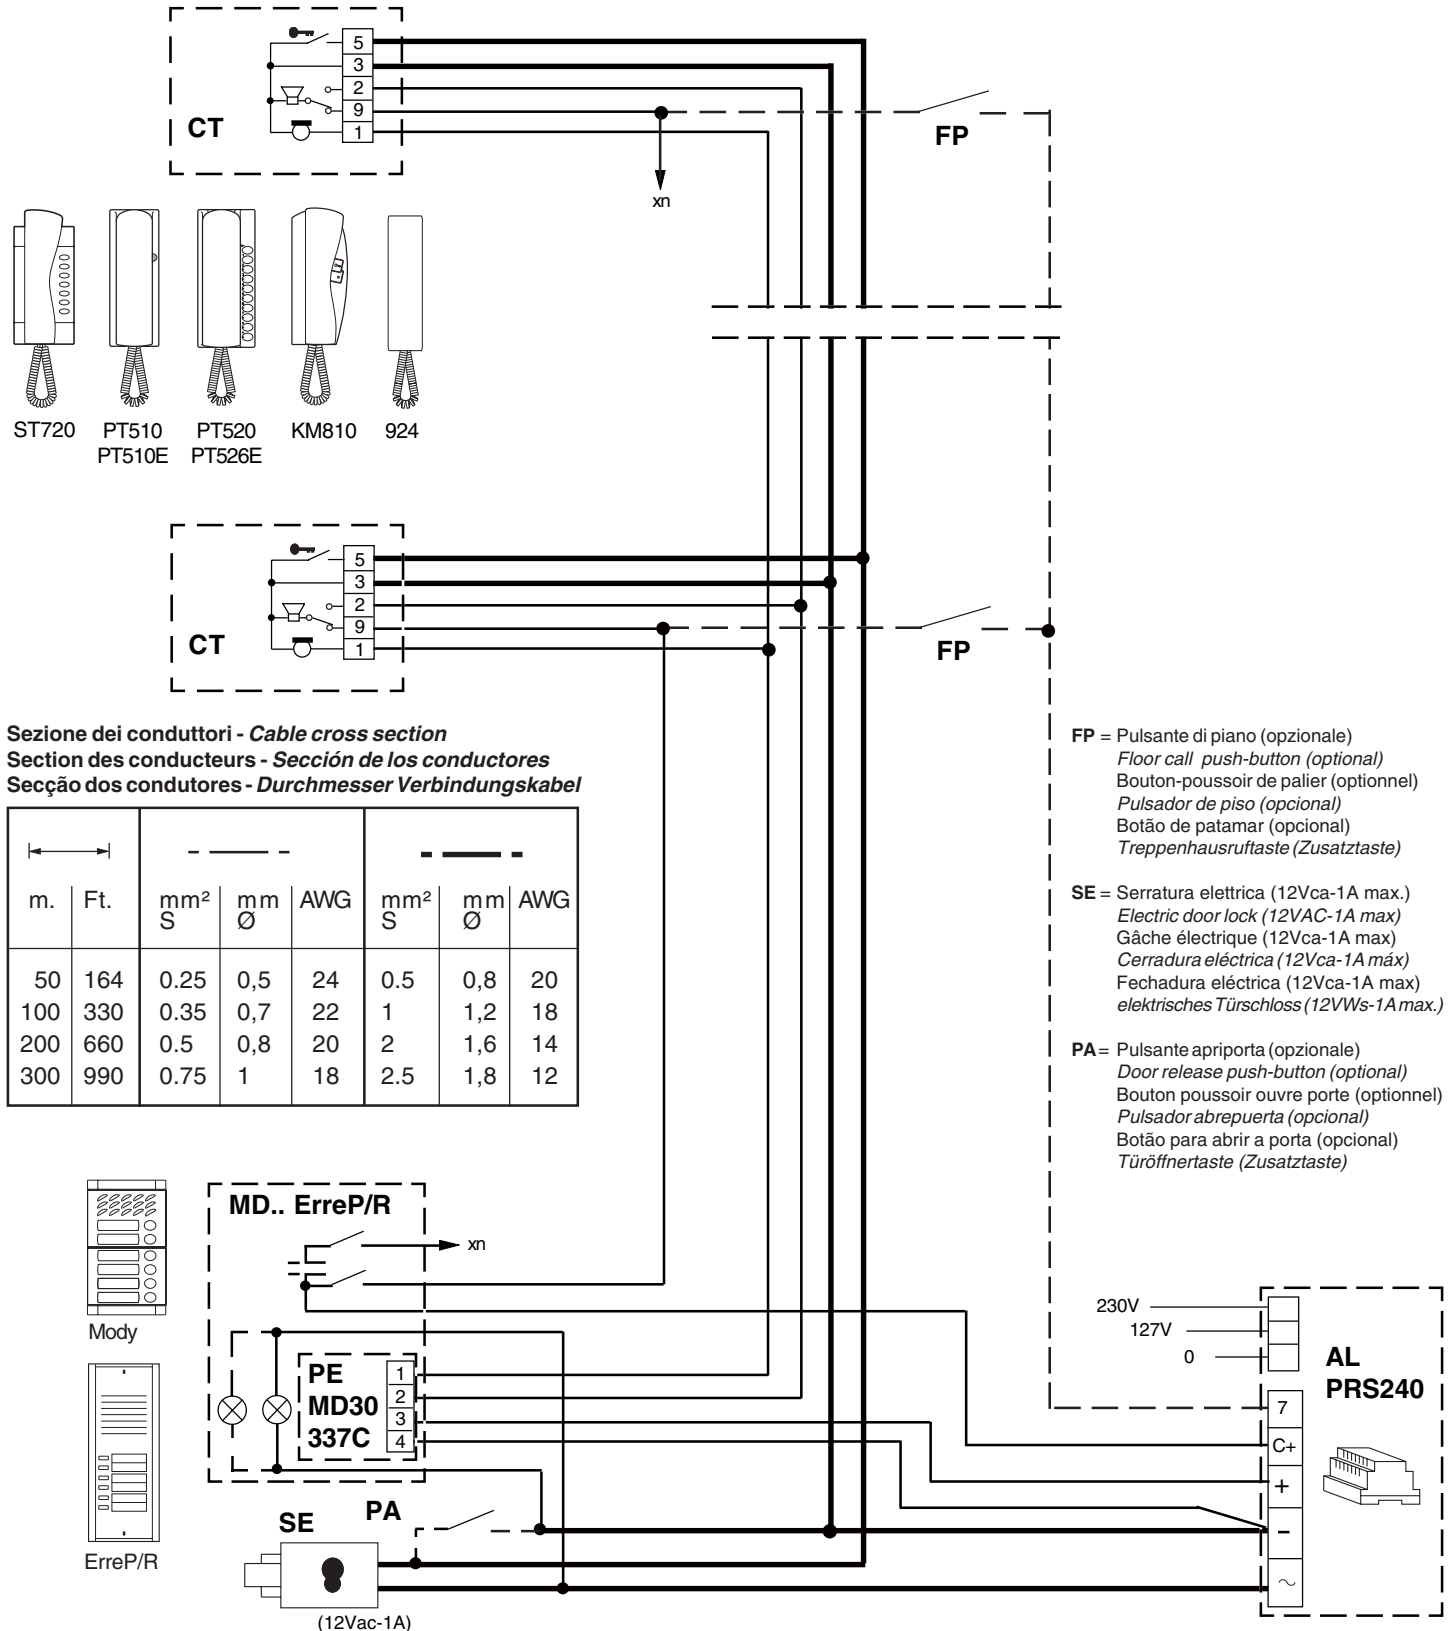 5
3
2
9
1
CT
FP
xn
ST720
PT510
PT510E
PT520
PT526E
KM810
924
5
3
2
9
1
CT
FP
Sezione dei conduttori - Cable cross section
Section des conducteurs - Sección de los conductores
Secção dos condutores - Durchmesser Verbindungskabel
m. Ft. mm² S mm Ø AWG mm² S mm Ø AWG
50 164 0.25 0,5 24 0.5 0,8 20
100 330 0.35 0,7 22 1 1,2 18
200 660 0.5 0,8 20 2 1,6 14
300 990 0.75 1 18 2.5 1,8 12
FP = Pulsante di piano (opzionale)
Floor call push-button (optional)
Bouton-poussoir de palier (optionnel)
Pulsador de piso (opcional)
Botão de patamar (opcional)
Treppenhausruftaste (Zusatztaste)
SE = Serratura elettrica (12Vca-1A max.)
Electric door lock (12VAC-1A max)
Gâche électrique (12Vca-1A max)
Cerradura eléctrica (12Vca-1A máx)
Fechadura eléctrica (12Vca-1A max)
elektrisches Türschloss (12VWs-1A max.)
PA = Pulsante apriporta (opzionale)
Door release push-button (optional)
Bouton poussoir ouvre porte (optionnel)
Pulsador abrepuerta (opcional)
Botão para abrir a porta (opcional)
Türöffnertaste (Zusatztaste)
Mody
ErreP/R
MD.. ErreP/R
xn
PE
MD30
337C
1
2
3
4
SE
PA
(12Vac-1A)
230V
127V
0
AL
PRS240
7
C+
+
-
~